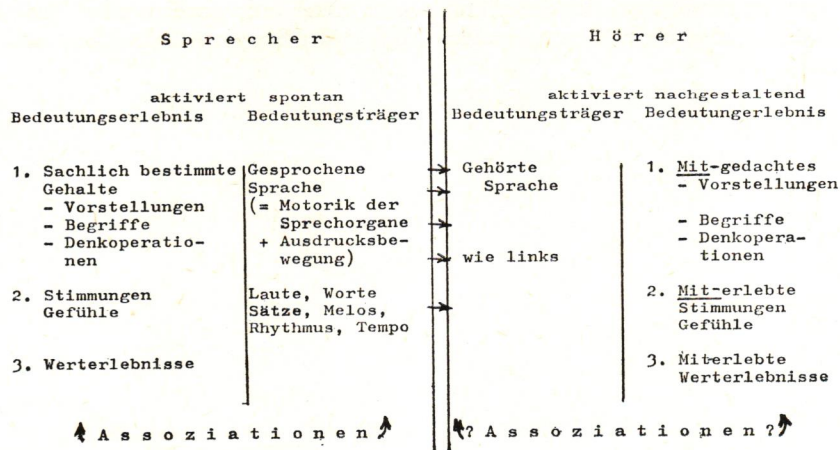 Sprecher
aktiviert spontan
Bedeutungserlebnis Bedeutungsträger
1. Sachlich bestimmte
Gehalte
- Vorstellungen
- Begriffe
- Denkoperatio-
nen
2. Stimmungen
Gefühle
3. Werterlebnisse
Gesprochene
Sprache
(= Motorik der
Sprechorgane
+ Ausdrucksbe-
wegung)
Laute, Worte
Sätze, Melos,
Rhythmus, Tempo
Assoziationen
Hörer
aktiviert nachgestaltend
Bedeutungsträger Bedeutungerlebnis
Gehörte
Sprache
wie links
1. Mit-gedachtes
- Vorstellungen
- Begriffe
- Denkopera-
tionen
2. Mit-erlebte
Stimmungen
Gefühle
3. Miterlebte
Werterlebnisse
? Assoziationen ?